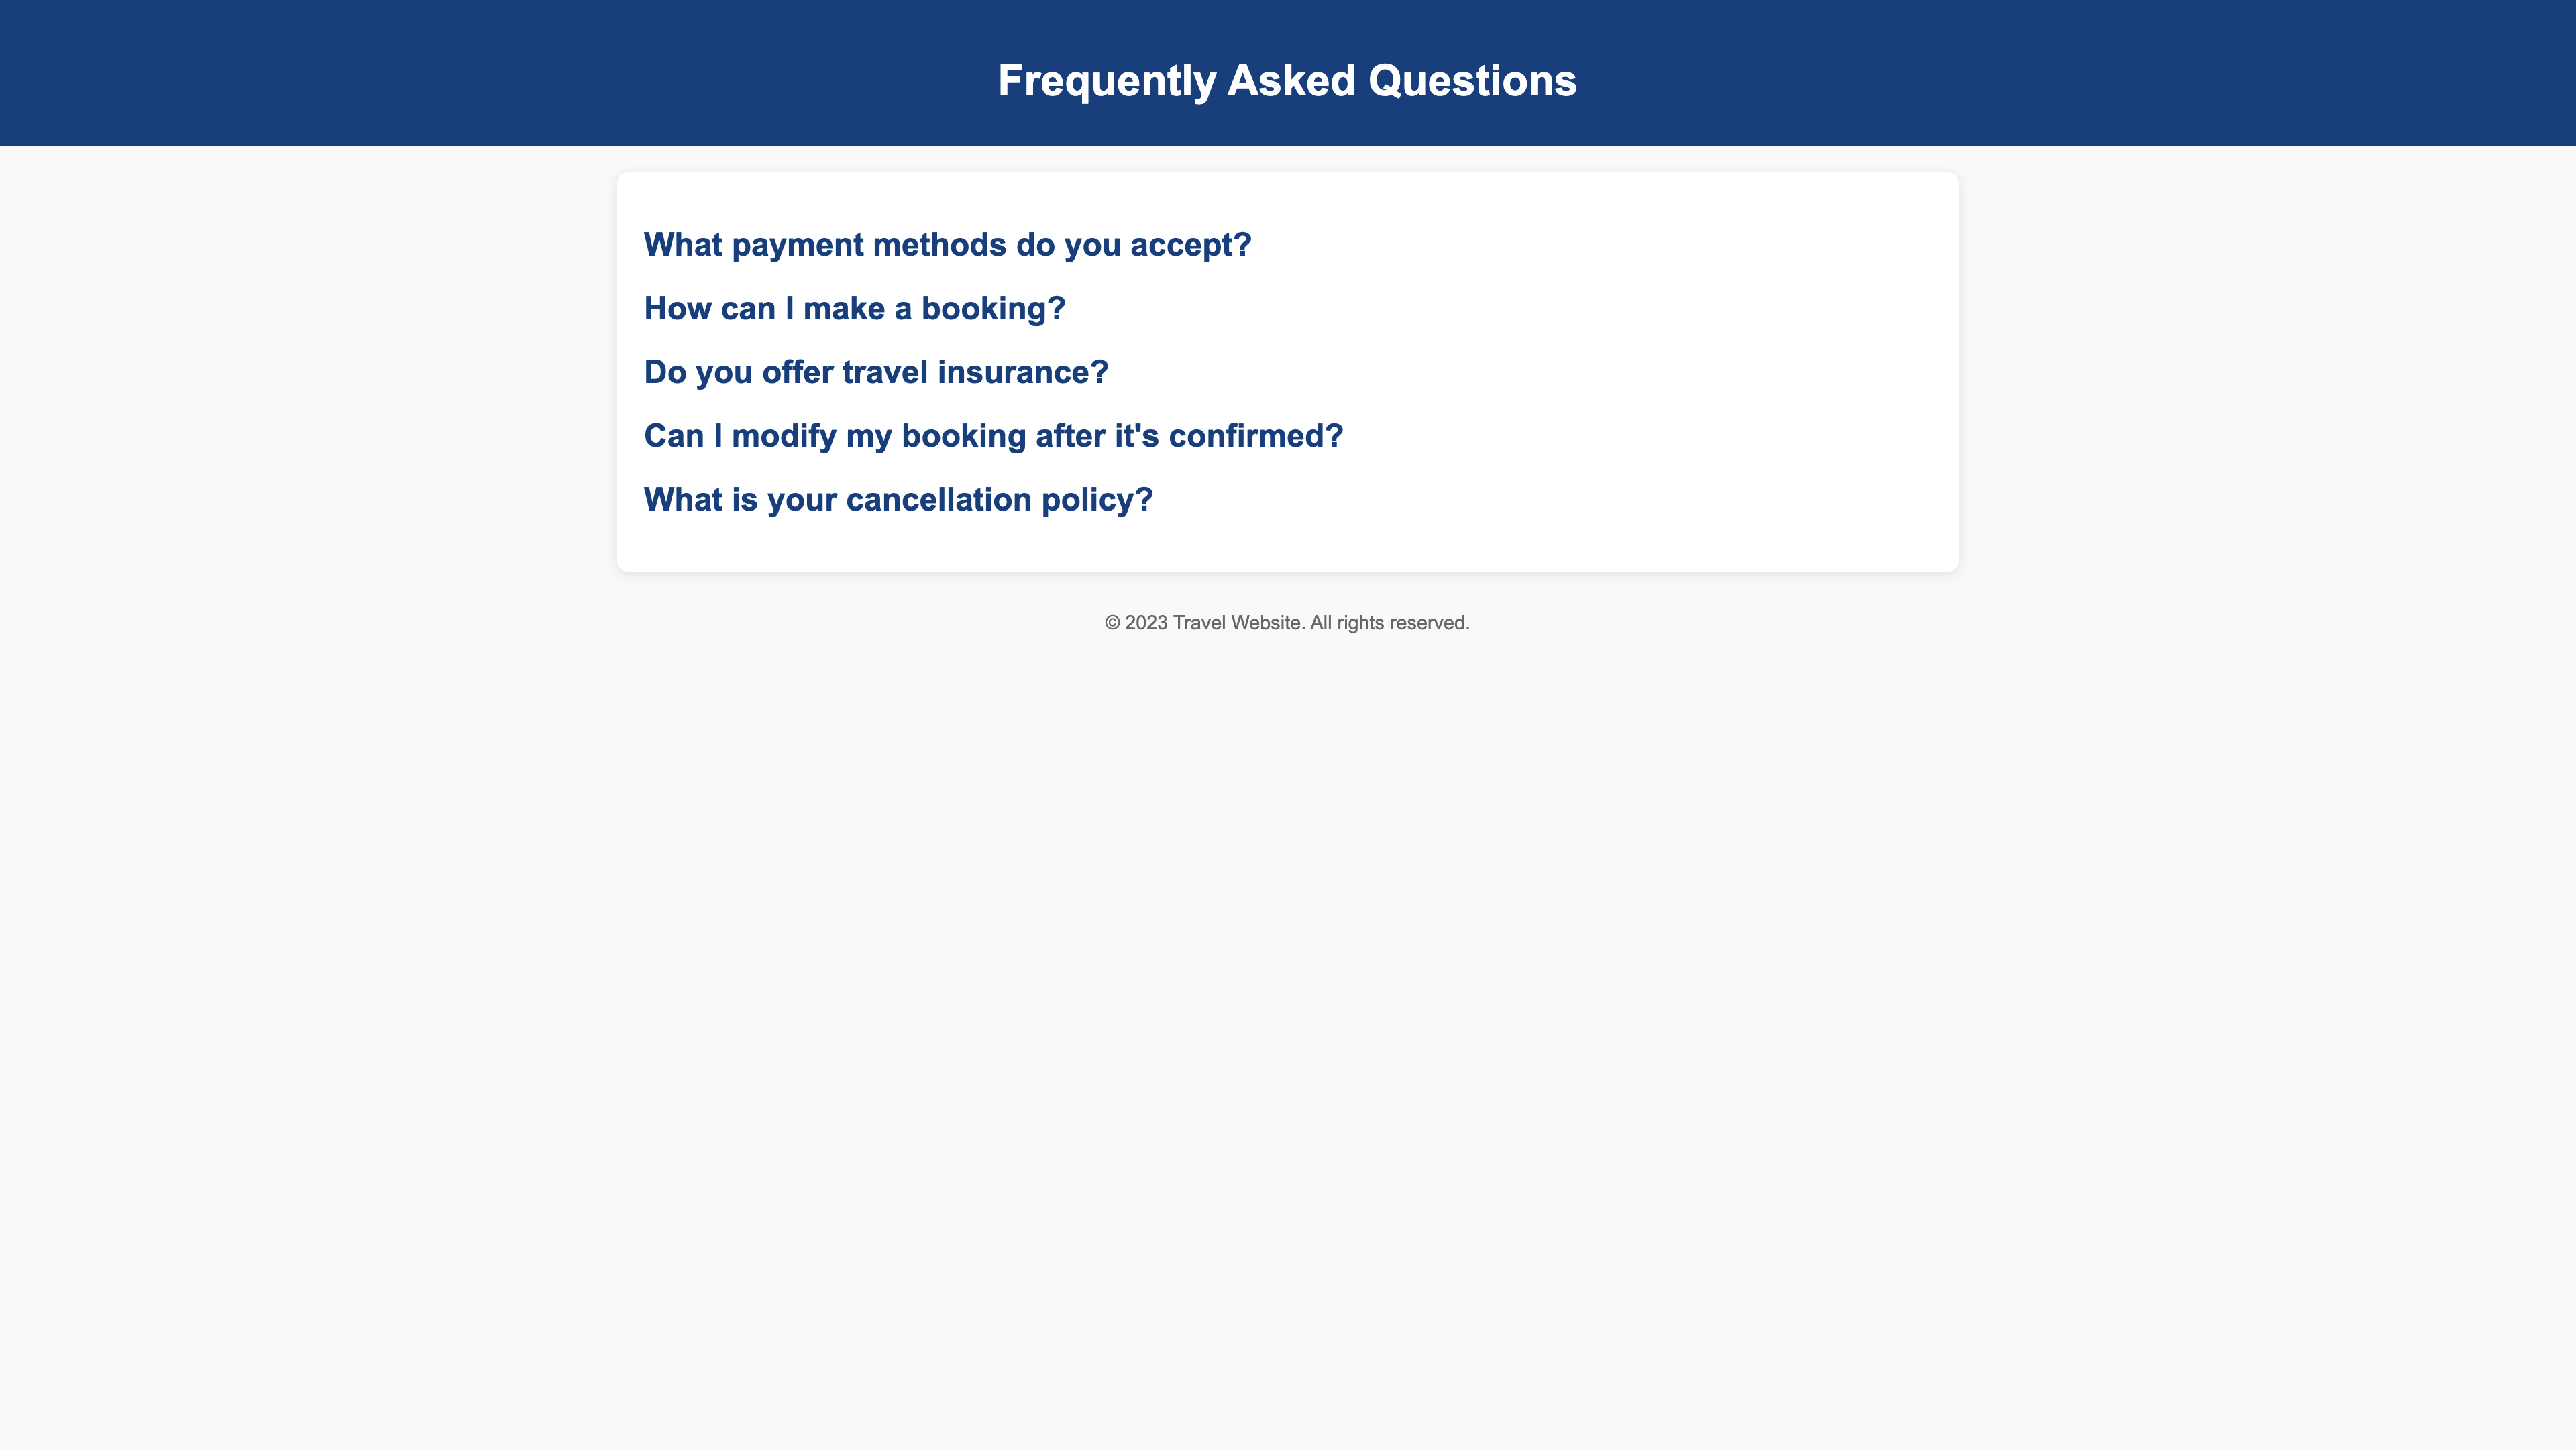 Frequently Asked Questions
What payment methods do you accept?
How can I make a booking?
Do you offer travel insurance?
Can I modify my booking after it's confirmed?
What is your cancellation policy?
© 2023 Travel Website. All rights reserved.